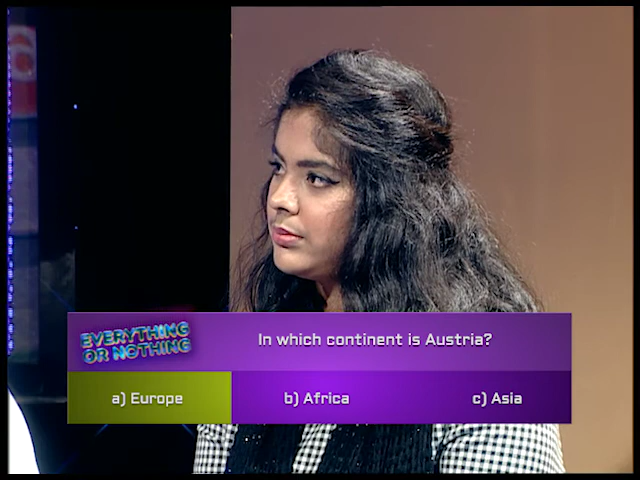 EVERYTHING
OR NOTHING
In which continent is Austria?
a) Europe
b) Africa
c) Asia